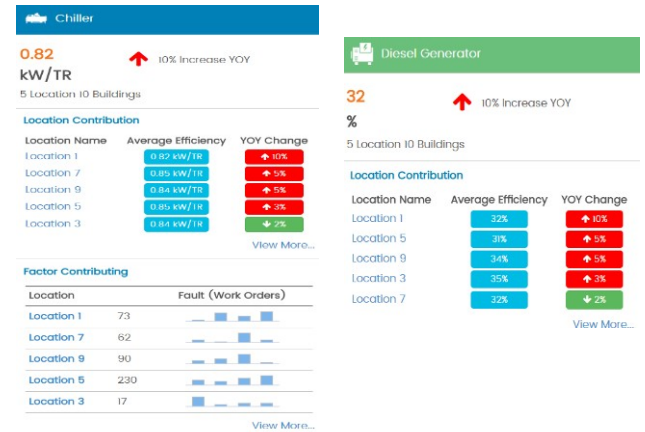 Chiller
0.82
kW/TR
10% Increase YOY
5 Location 10 Buildings
Location Contribution
Location Name Average Efficiency YOY Change
Location 1 0.82 kW/TR 10%
Location 7 0.85 kW/TR 5%
Location 9 0.84 kW/TR 5%
Location 5 0.85 kW/TR 3%
Location 3 0.84 kW/TR 2%
View More...
Factor Contributing
Location Fault (Work Orders)
Location 1 73
Location 7 62
Location 9 90
Location 5 230
Location 3 17
View More...
Diesel Generator
32
%
10% Increase YOY
5 Location 10 Buildings
Location Contribution
Location Name Average Efficiency YOY Change
Location 1 32% 10%
Location 5 31% 5%
Location 9 34% 5%
Location 3 35% 3%
Location 7 32% 2%
View More...